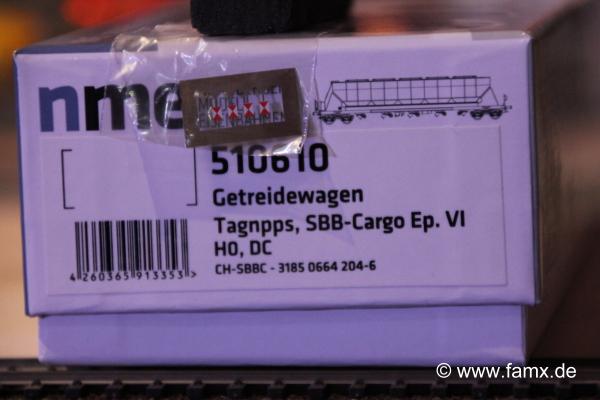 nme
510610
Getreidewagen
Tagnpps, SBB-Cargo Ep. VI
H0, DC
CH-SBBC - 3185 0664 204-6
4 260365 913353 >
© www.famx.de